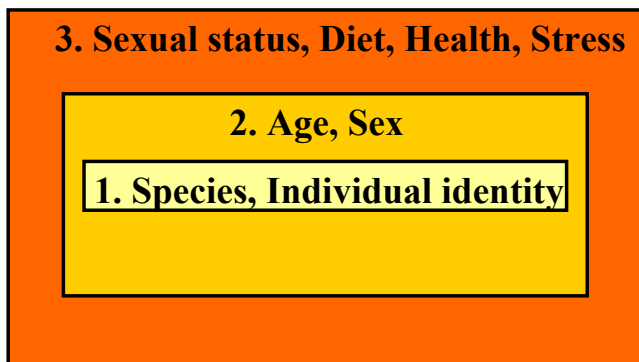 3. Sexual status, Diet, Health, Stress
2. Age, Sex
1. Species, Individual identity